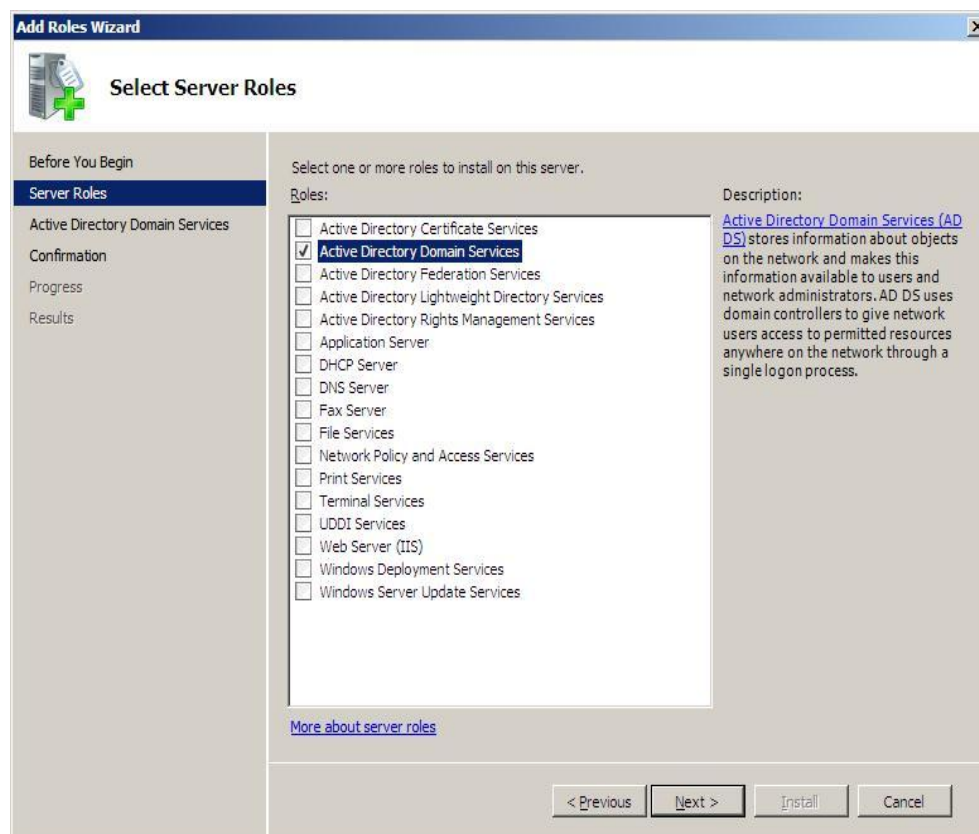 Add Roles Wizard
Select Server Roles
Before You Begin
Server Roles
Active Directory Domain Services
Confirmation
Progress
Results
Select one or more roles to install on this server.
Roles:
Active Directory Certificate Services
Active Directory Domain Services
Active Directory Federation Services
Active Directory Lightweight Directory Services
Active Directory Rights Management Services
Application Server
DHCP Server
DNS Server
Fax Server
File Services
Network Policy and Access Services
Print Services
Terminal Services
UDDI Services
Web Server (IIS)
Windows Deployment Services
Windows Server Update Services
More about server roles
Description:
Active Directory Domain Services (AD
DS) stores information about objects
on the network and makes this
information available to users and
network administrators. AD DS uses
domain controllers to give network
users access to permitted resources
anywhere on the network through a
single logon process.
< Previous
Next >
Install
Cancel